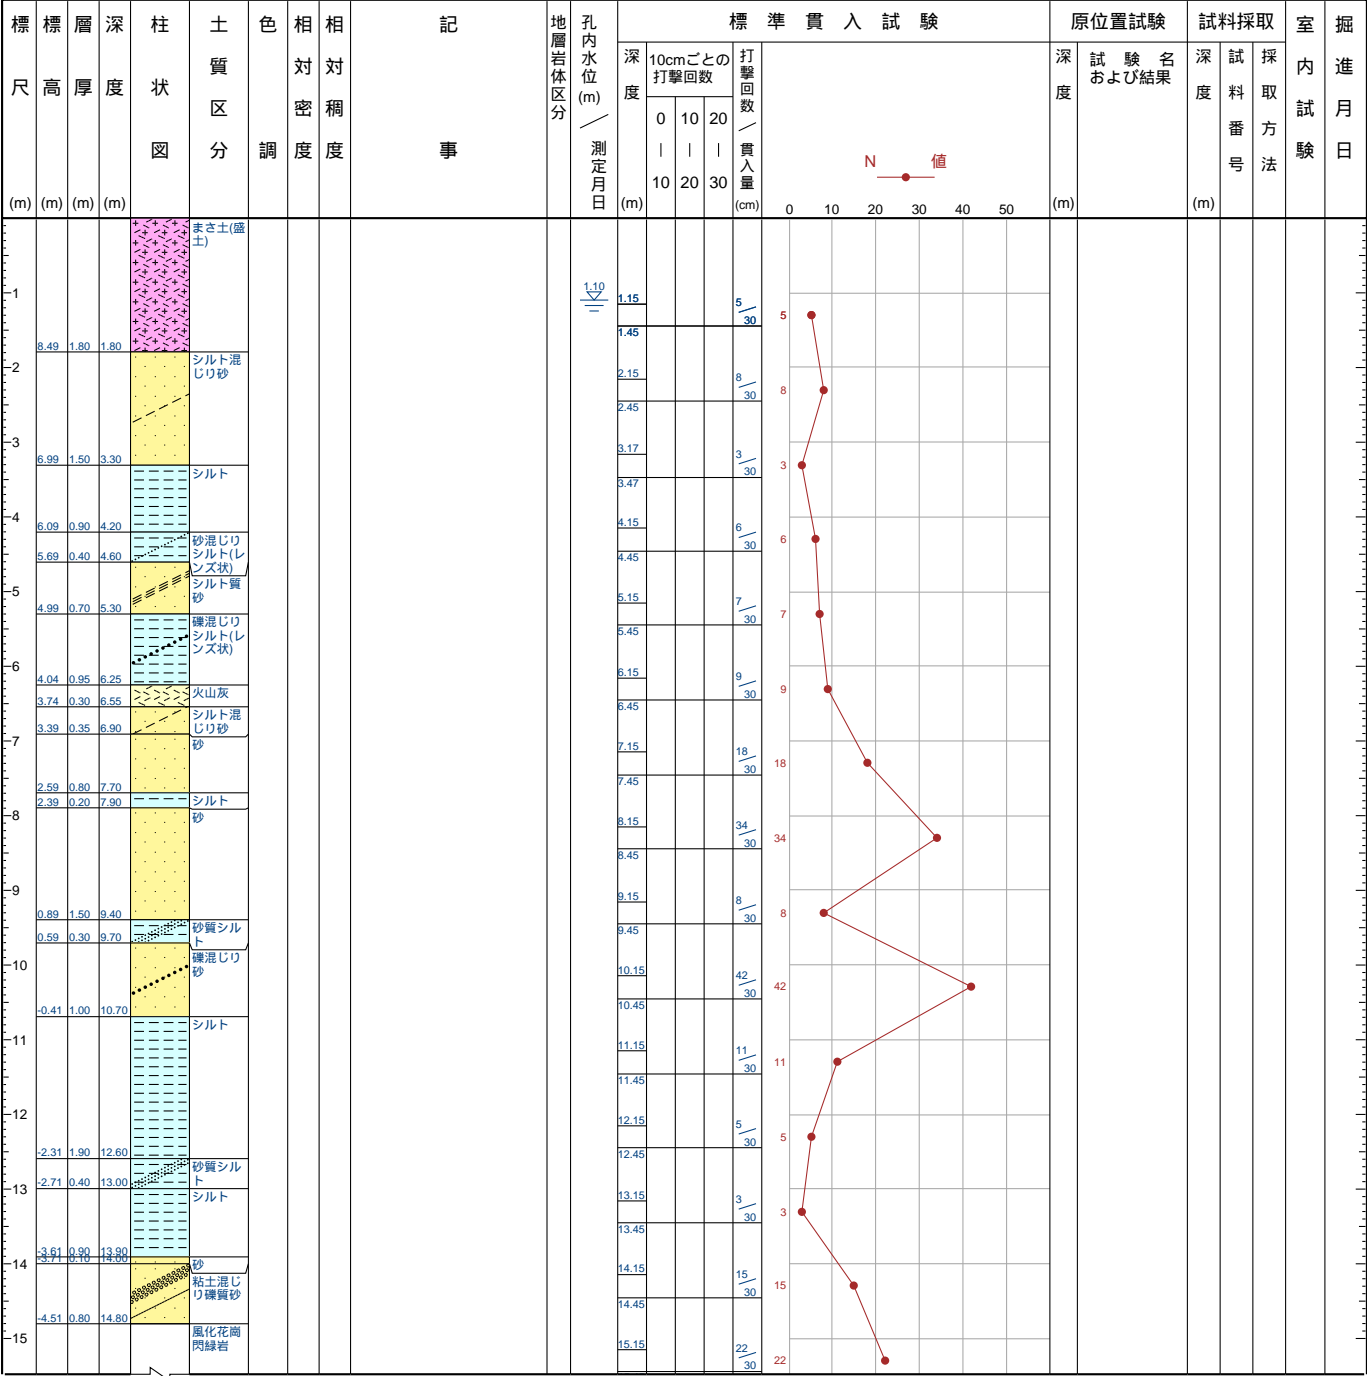 標尺(m)
標高(m)
層厚(m)
深度(m)
柱状図
土質区分
色調
相対密度
相対稠度
記事
地層岩体区分
孔内水位(m)／測定月日
標準貫入試験
深度(m)
10cmごとの
打撃回数
0 10 20
| | |
10 20 30
打撃回数／貫入量(cm)
N 値
0 10 20 30 40 50
原位置試験
深度(m)
試験名
および結果
試料採取
深度(m)
試料番号
採取方法
室内試験
掘進月日
まさ土(盛
土)
1.10
1 1.15 5/30 5
1.45
8.49 1.80 1.80
シルト混
じり砂
2 2.15 8/30 8
2.45
3 3.17 3/30 3
6.99 1.50 3.30
シルト
3.47
4 4.15 6/30 6
6.09 0.90 4.20
砂混じり
シルト(レ
ンズ状)
4.45
5.69 0.40 4.60
シルト質
砂
5 5.15 7/30 7
4.99 0.70 5.30
礫混じり
シルト(レ
ンズ状)
5.45
6 6.15 9/30 9
4.04 0.95 6.25
火山灰
6.45
3.74 0.30 6.55
シルト混
じり砂
3.39 0.35 6.90
砂
7 7.15 18/30 18
7.45
2.59 0.80 7.70
シルト
2.39 0.20 7.90
砂
8 8.15 34/30 34
8.45
9 9.15 8/30 8
0.89 1.50 9.40
砂質シル
ト
9.45
0.59 0.30 9.70
礫混じり
砂
10 10.15 42/30 42
10.45
-0.41 1.00 10.70
シルト
11 11.15 11/30 11
11.45
12 12.15 5/30 5
12.45
-2.31 1.90 12.60
砂質シル
ト
-2.71 0.40 13.00
シルト
13 13.15 3/30 3
13.45
-3.61 0.90 13.90
砂
-3.71 0.10 14.00
粘土混じ
り礫質砂
14 14.15 15/30 15
14.45
-4.51 0.80 14.80
風化花崗
閃緑岩
15 15.15 22/30 22